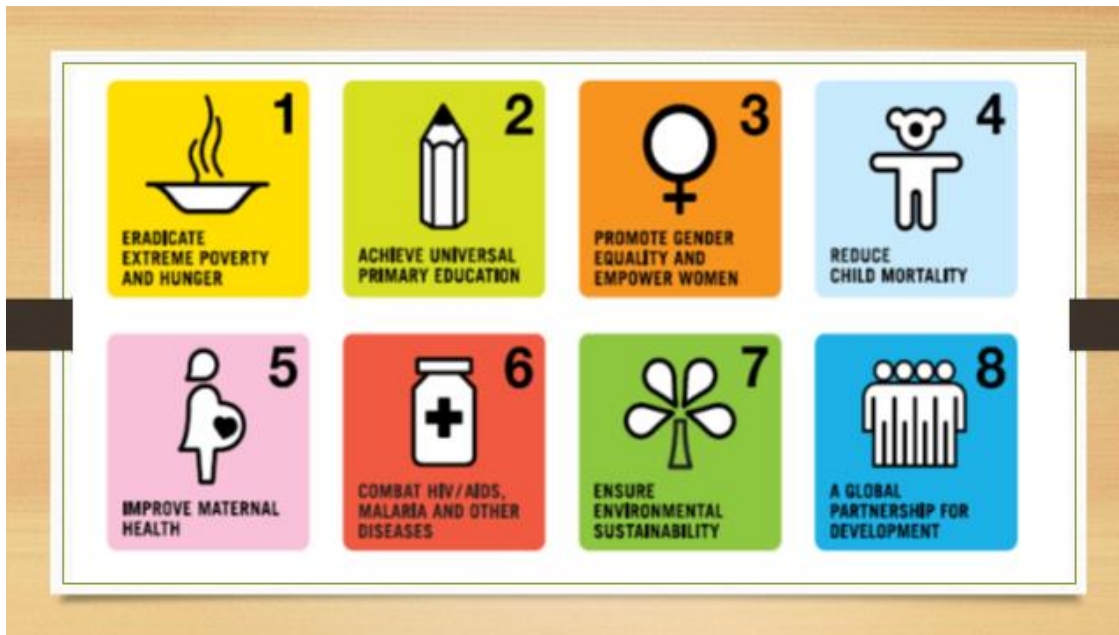 1
ERADICATE
EXTREME POVERTY
AND HUNGER
2
ACHIEVE UNIVERSAL
PRIMARY EDUCATION
3
PROMOTE GENDER
EQUALITY AND
EMPOWER WOMEN
4
REDUCE
CHILD MORTALITY
5
IMPROVE MATERNAL
HEALTH
6
COMBAT HIV/AIDS,
MALARIA AND OTHER
DISEASES
7
ENSURE
ENVIRONMENTAL
SUSTAINABILITY
8
A GLOBAL
PARTNERSHIP FOR
DEVELOPMENT